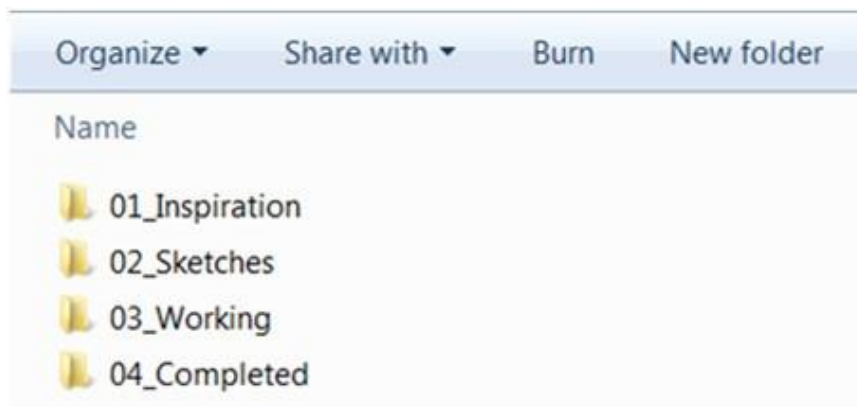 Organize Share with Burn New folder
Name
01_Inspiration
02_Sketches
03_Working
04_Completed